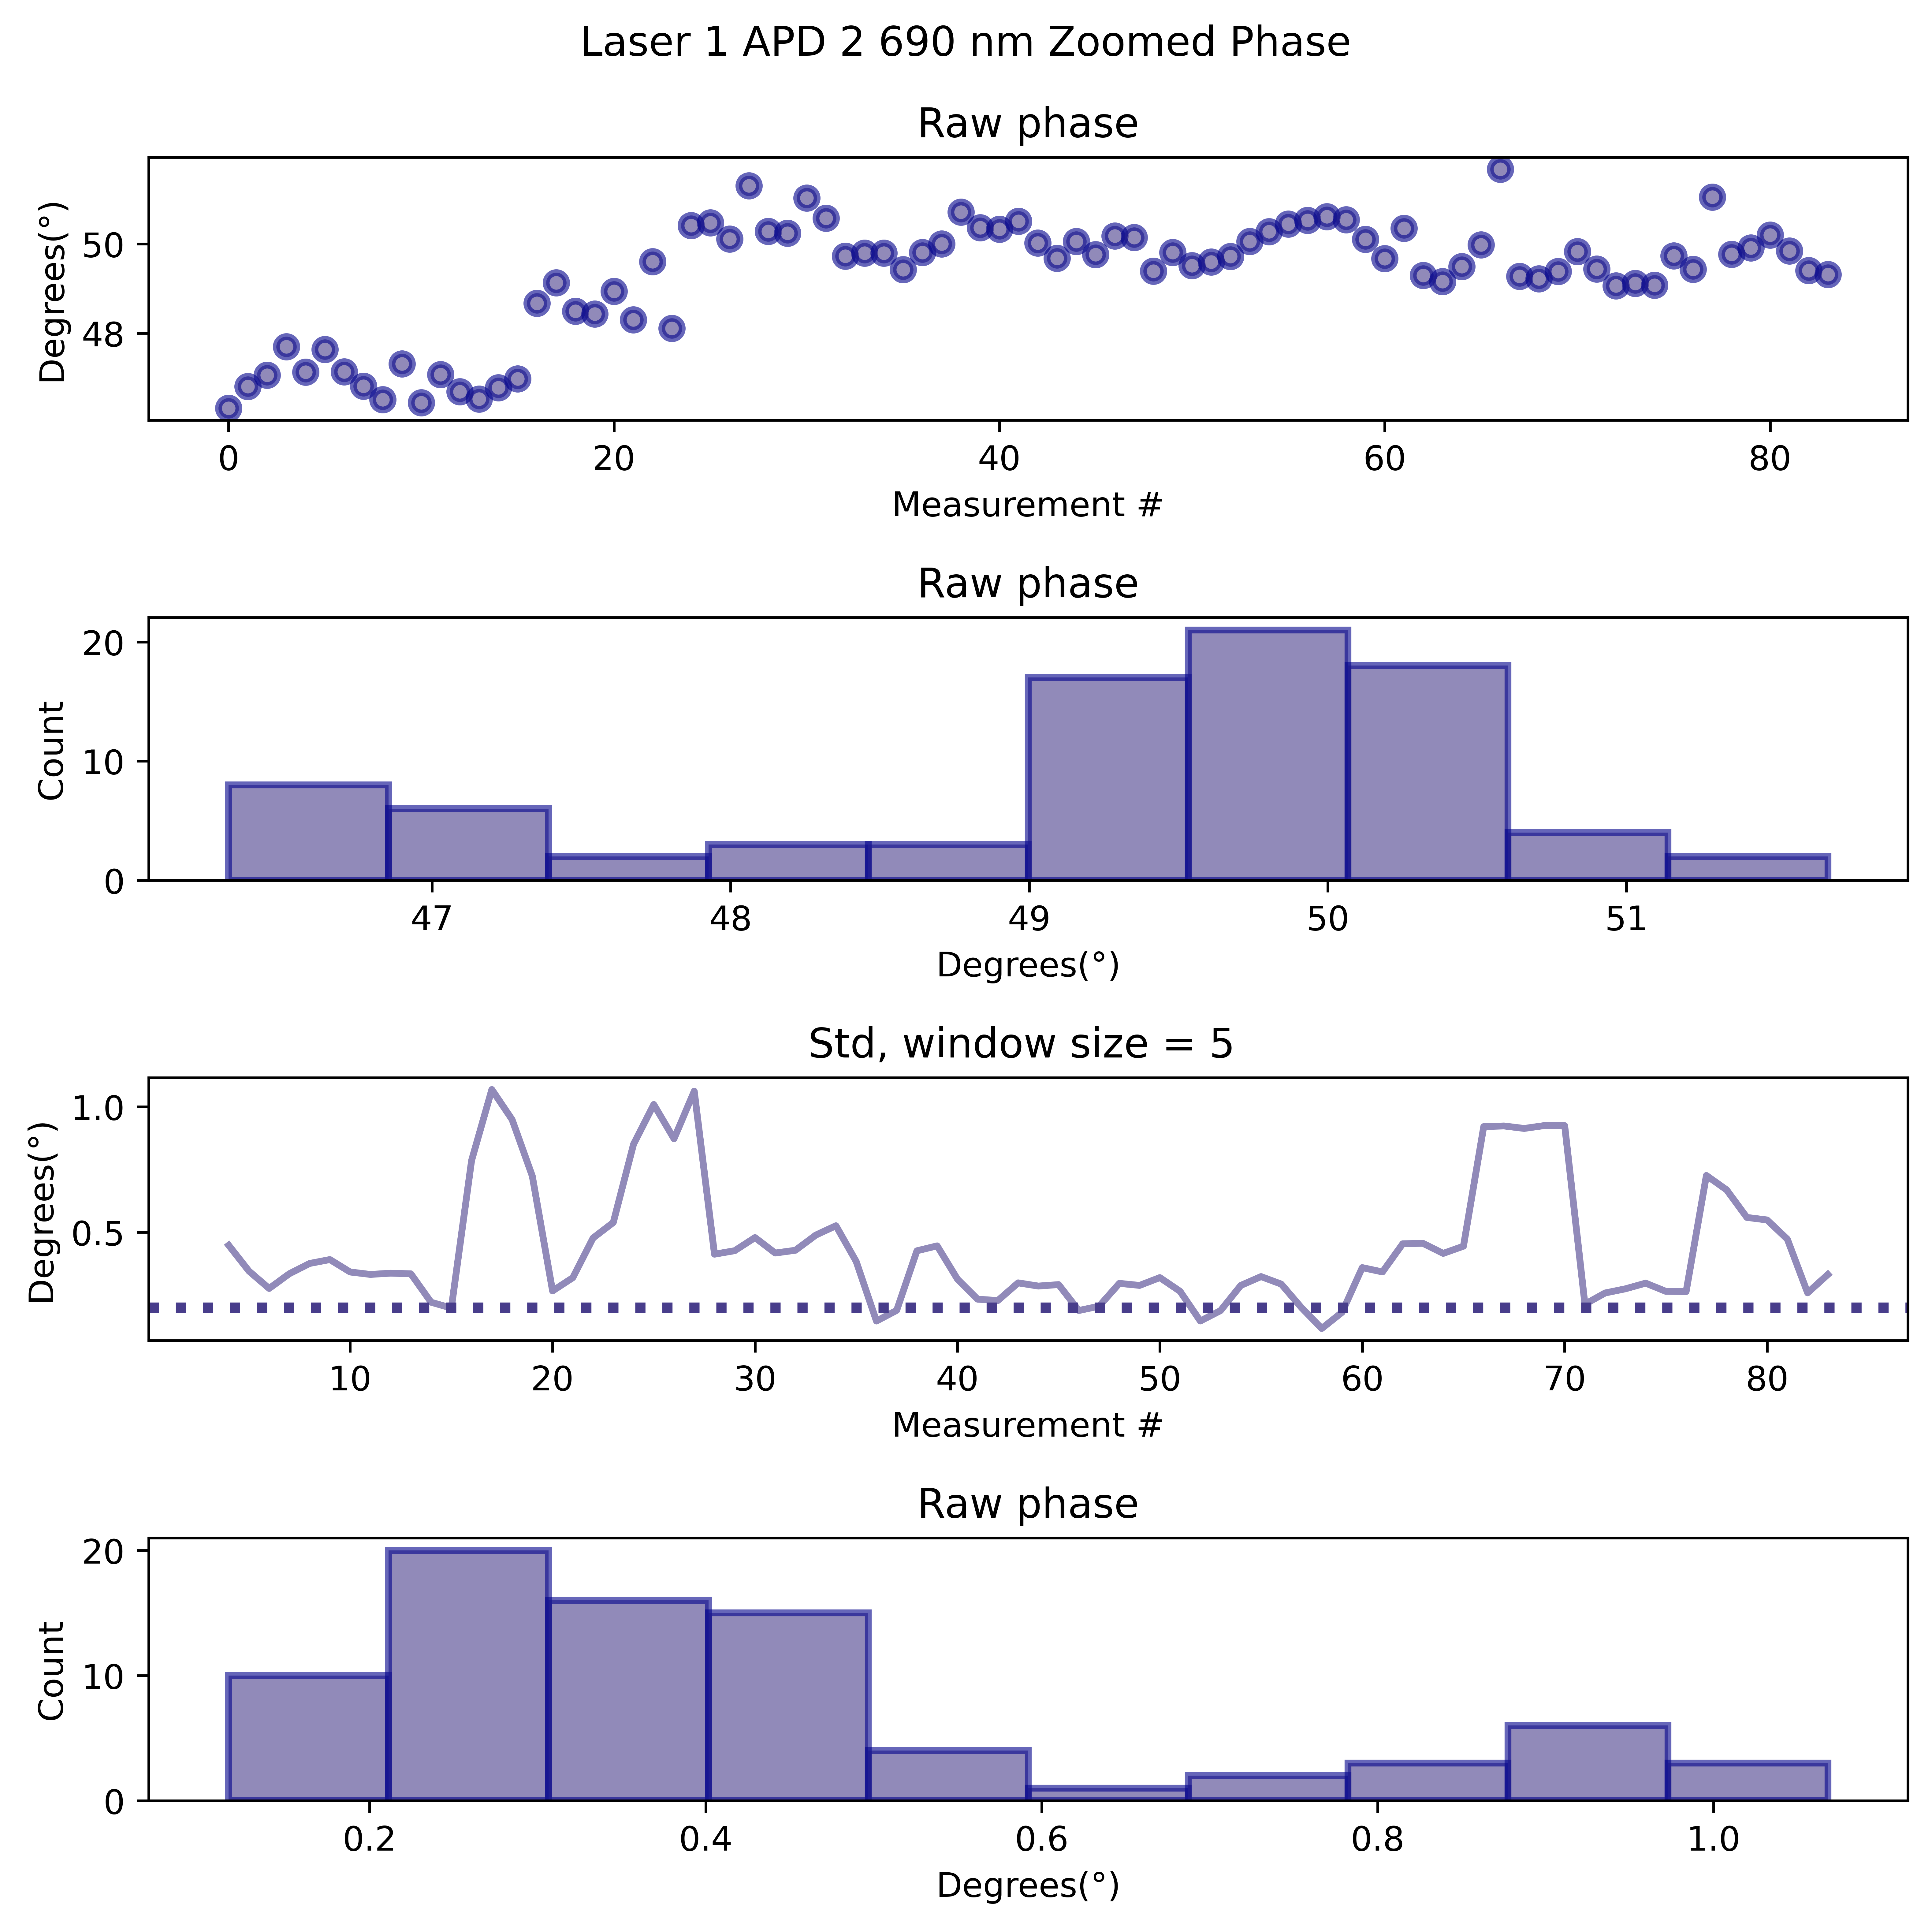 Laser 1 APD 2 690 nm Zoomed Phase
Raw phase
Degrees(°)
50
48
0 20 40 60 80
Measurement #
Raw phase
Count
20
10
0
47 48 49 50 51
Degrees(°)
Std, window size = 5
Degrees(°)
1.0
0.5
10 20 30 40 50 60 70 80
Measurement #
Raw phase
Count
20
10
0
0.2 0.4 0.6 0.8 1.0
Degrees(°)